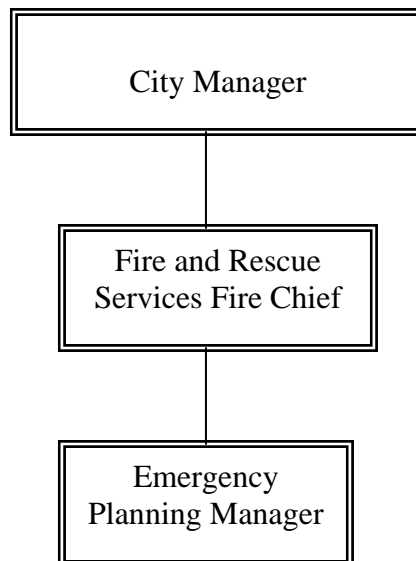 City Manager
Fire and Rescue
Services Fire Chief
Emergency
Planning Manager